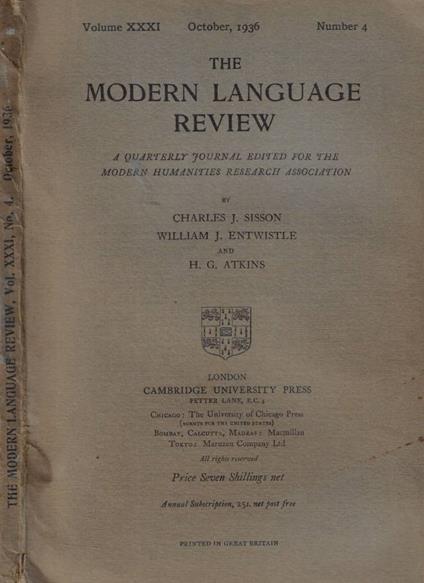 THE MODERN LANGUAGE REVIEW, Vol. XXXI, No. 4. October, 1936
Volume XXXI October, 1936 Number 4
THE
MODERN LANGUAGE
REVIEW
A QUARTERLY JOURNAL EDITED FOR THE
MODERN HUMANITIES RESEARCH ASSOCIATION
BY
CHARLES J. SISSON
WILLIAM J. ENTWISTLE
AND
H. G. ATKINS
LONDON
CAMBRIDGE UNIVERSITY PRESS
FETTER LANE, E.C. 4
CHICAGO: The University of Chicago Press
(AGENTS FOR THE UNITED STATES)
BOMBAY, CALCUTTA, MADRAS: Macmillan
TOKYO: Maruzen Company Ltd
All rights reserved
Price Seven Shillings net
Annual Subscription, 25s. net post free
PRINTED IN GREAT BRITAIN